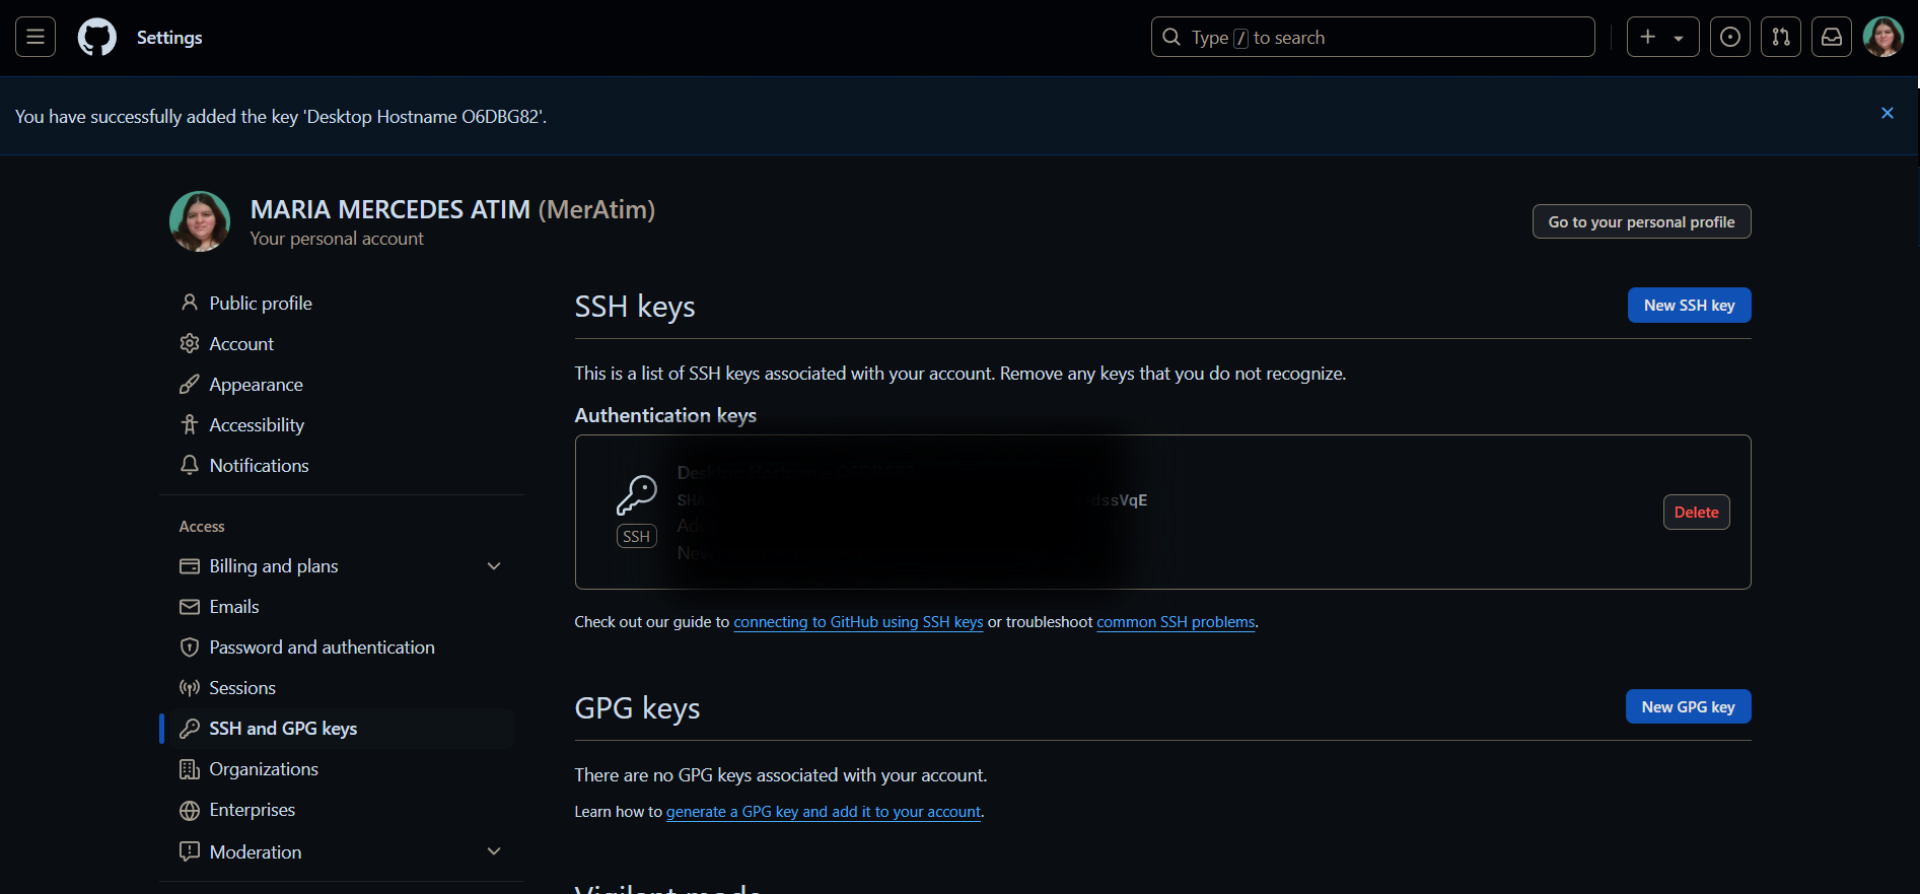 Settings
Type / to search
You have successfully added the key 'Desktop Hostname O6DBG82'.
MARIA MERCEDES ATIM (MerAtim)
Your personal account
Go to your personal profile
Public profile
Account
Appearance
Accessibility
Notifications
Access
Billing and plans
Emails
Password and authentication
Sessions
SSH and GPG keys
Organizations
Enterprises
Moderation
SSH keys
New SSH key
This is a list of SSH keys associated with your account. Remove any keys that you do not recognize.
Authentication keys
dssVqE
SSH
Delete
Check out our guide to connecting to GitHub using SSH keys or troubleshoot common SSH problems.
GPG keys
New GPG key
There are no GPG keys associated with your account.
Learn how to generate a GPG key and add it to your account.
Vigilant mode